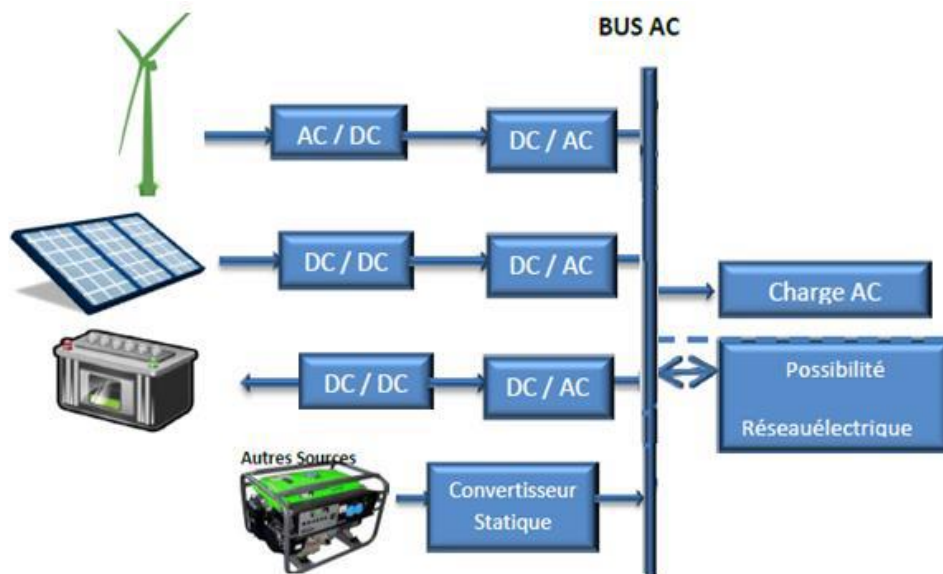 BUS AC
AC / DC
DC / AC
DC / DC
DC / AC
Charge AC
DC / DC
DC / AC
Possibilité
Réseauélectrique
Autres Sources
Convertisseur
Statique